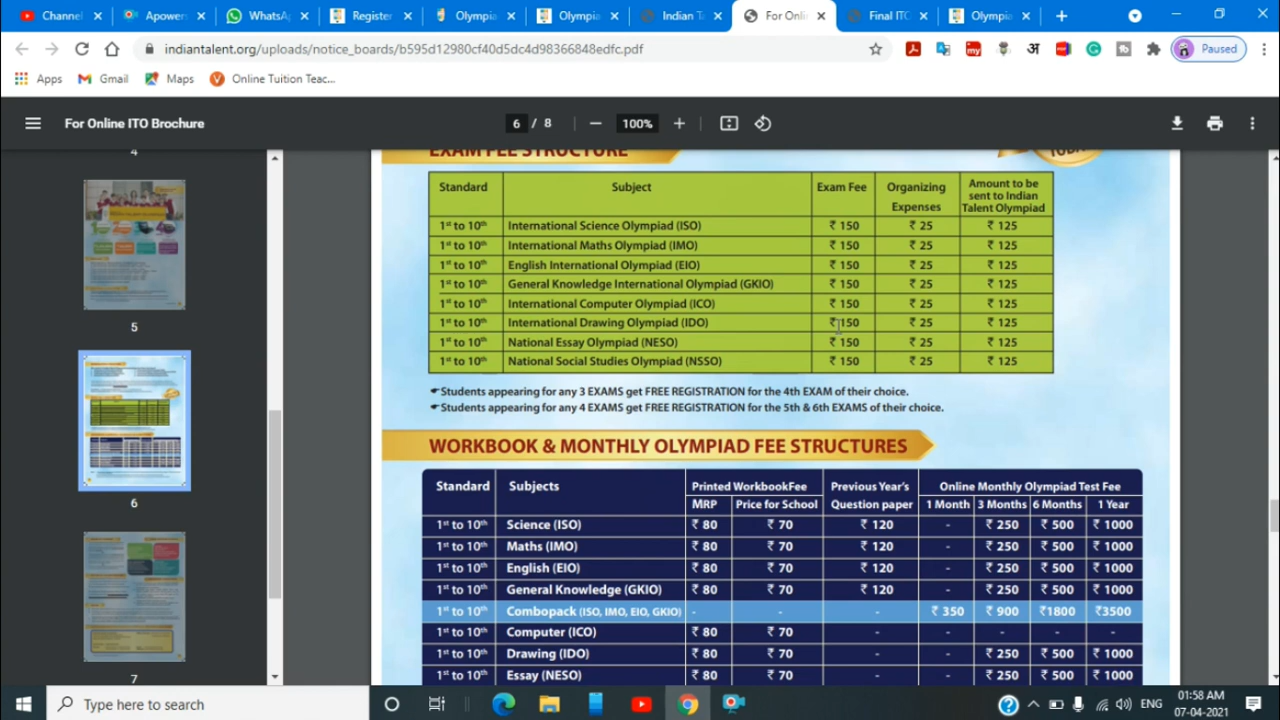 Channel
Apowers
WhatsAp
Register
Olympia
Olympia
Indian Ta
For Onlin
Final ITO
Olympia
indiantalent.org/uploads/notice_boards/b595d12980cf40d5dc4d98366848edfc.pdf
Paused
Apps
Gmail
Maps
Online Tuition Teac...
For Online ITO Brochure
6 / 8
100%
4
5
6
7
EXAM FEE STRUCTURE
Standard Subject Exam Fee Organizing Expenses Amount to be sent to Indian Talent Olympiad
1st to 10th International Science Olympiad (ISO) ₹ 150 ₹ 25 ₹ 125
1st to 10th International Maths Olympiad (IMO) ₹ 150 ₹ 25 ₹ 125
1st to 10th English International Olympiad (EIO) ₹ 150 ₹ 25 ₹ 125
1st to 10th General Knowledge International Olympiad (GKIO) ₹ 150 ₹ 25 ₹ 125
1st to 10th International Computer Olympiad (ICO) ₹ 150 ₹ 25 ₹ 125
1st to 10th International Drawing Olympiad (IDO) ₹ 150 ₹ 25 ₹ 125
1st to 10th National Essay Olympiad (NESO) ₹ 150 ₹ 25 ₹ 125
1st to 10th National Social Studies Olympiad (NSSO) ₹ 150 ₹ 25 ₹ 125
Students appearing for any 3 EXAMS get FREE REGISTRATION for the 4th EXAM of their choice.
Students appearing for any 4 EXAMS get FREE REGISTRATION for the 5th & 6th EXAMS of their choice.
WORKBOOK & MONTHLY OLYMPIAD FEE STRUCTURES
Standard Subjects Printed WorkbookFee Previous Year's Question paper Online Monthly Olympiad Test Fee
MRP Price for School 1 Month 3 Months 6 Months 1 Year
1st to 10th Science (ISO) ₹ 80 ₹ 70 ₹ 120 - ₹ 250 ₹ 500 ₹ 1000
1st to 10th Maths (IMO) ₹ 80 ₹ 70 ₹ 120 - ₹ 250 ₹ 500 ₹ 1000
1st to 10th English (EIO) ₹ 80 ₹ 70 ₹ 120 - ₹ 250 ₹ 500 ₹ 1000
1st to 10th General Knowledge (GKIO) ₹ 80 ₹ 70 ₹ 120 - ₹ 250 ₹ 500 ₹ 1000
1st to 10th Combopack (ISO, IMO, EIO, GKIO) - - - ₹ 350 ₹ 900 ₹1800 ₹3500
1st to 10th Computer (ICO) ₹ 80 ₹ 70 - - - - -
1st to 10th Drawing (IDO) ₹ 80 ₹ 70 - - ₹ 250 ₹ 500 ₹ 1000
1st to 10th Essay (NESO) ₹ 80 ₹ 70 - - ₹ 250 ₹ 500 ₹ 1000
Type here to search
ENG
01:58 AM
07-04-2021